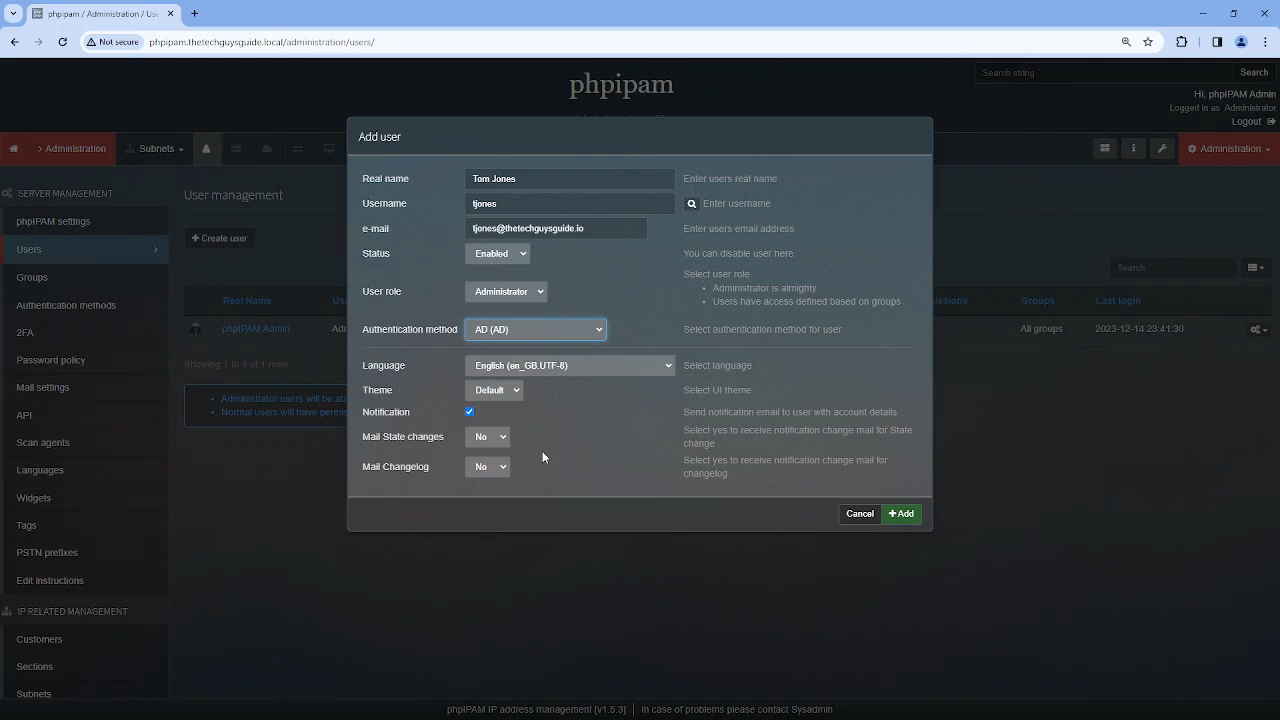 phpipam / Administration / Use
Not secure
phpipam.thetechguysguide.local/administration/users/
phpipam
Search string
Search
Hi, phpIPAM Admin
Logged in as Administrator
Logout
> Administration
Subnets
Administration
SERVER MANAGEMENT
phpIPAM settings
Users
Groups
Authentication methods
2FA
Password policy
Mail settings
API
Scan agents
Languages
Widgets
Tags
PSTN prefixes
Edit instructions
IP RELATED MANAGEMENT
Customers
Sections
Subnets
User management
+ Create user
Search
Real Name
Groups
Last login
phpIPAM Admin
All groups
2023-12-14 23:41:30
Showing 1 to 1 of 1 rows
Administrator users will be ab
Normal users will have permis
Add user
Real name
Tom Jones
Enter users real name
Username
tjones
Enter username
e-mail
tjones@thetechguysguide.io
Enter users email address
Status
Enabled
You can disable user here.
User role
Administrator
Select user role
• Administrator is almighty
• Users have access defined based on groups
Authentication method
AD (AD)
Select authentication method for user
Language
English (en_GB.UTF-8)
Select language
Theme
Default
Select UI theme
Notification
Send notification email to user with account details
Mail State changes
No
Select yes to receive notification change mail for State
change
Mail Changelog
No
Select yes to receive notification change mail for
changelog
Cancel
+ Add
phpIPAM IP address management [v1.5.3]
In case of problems please contact Sysadmin